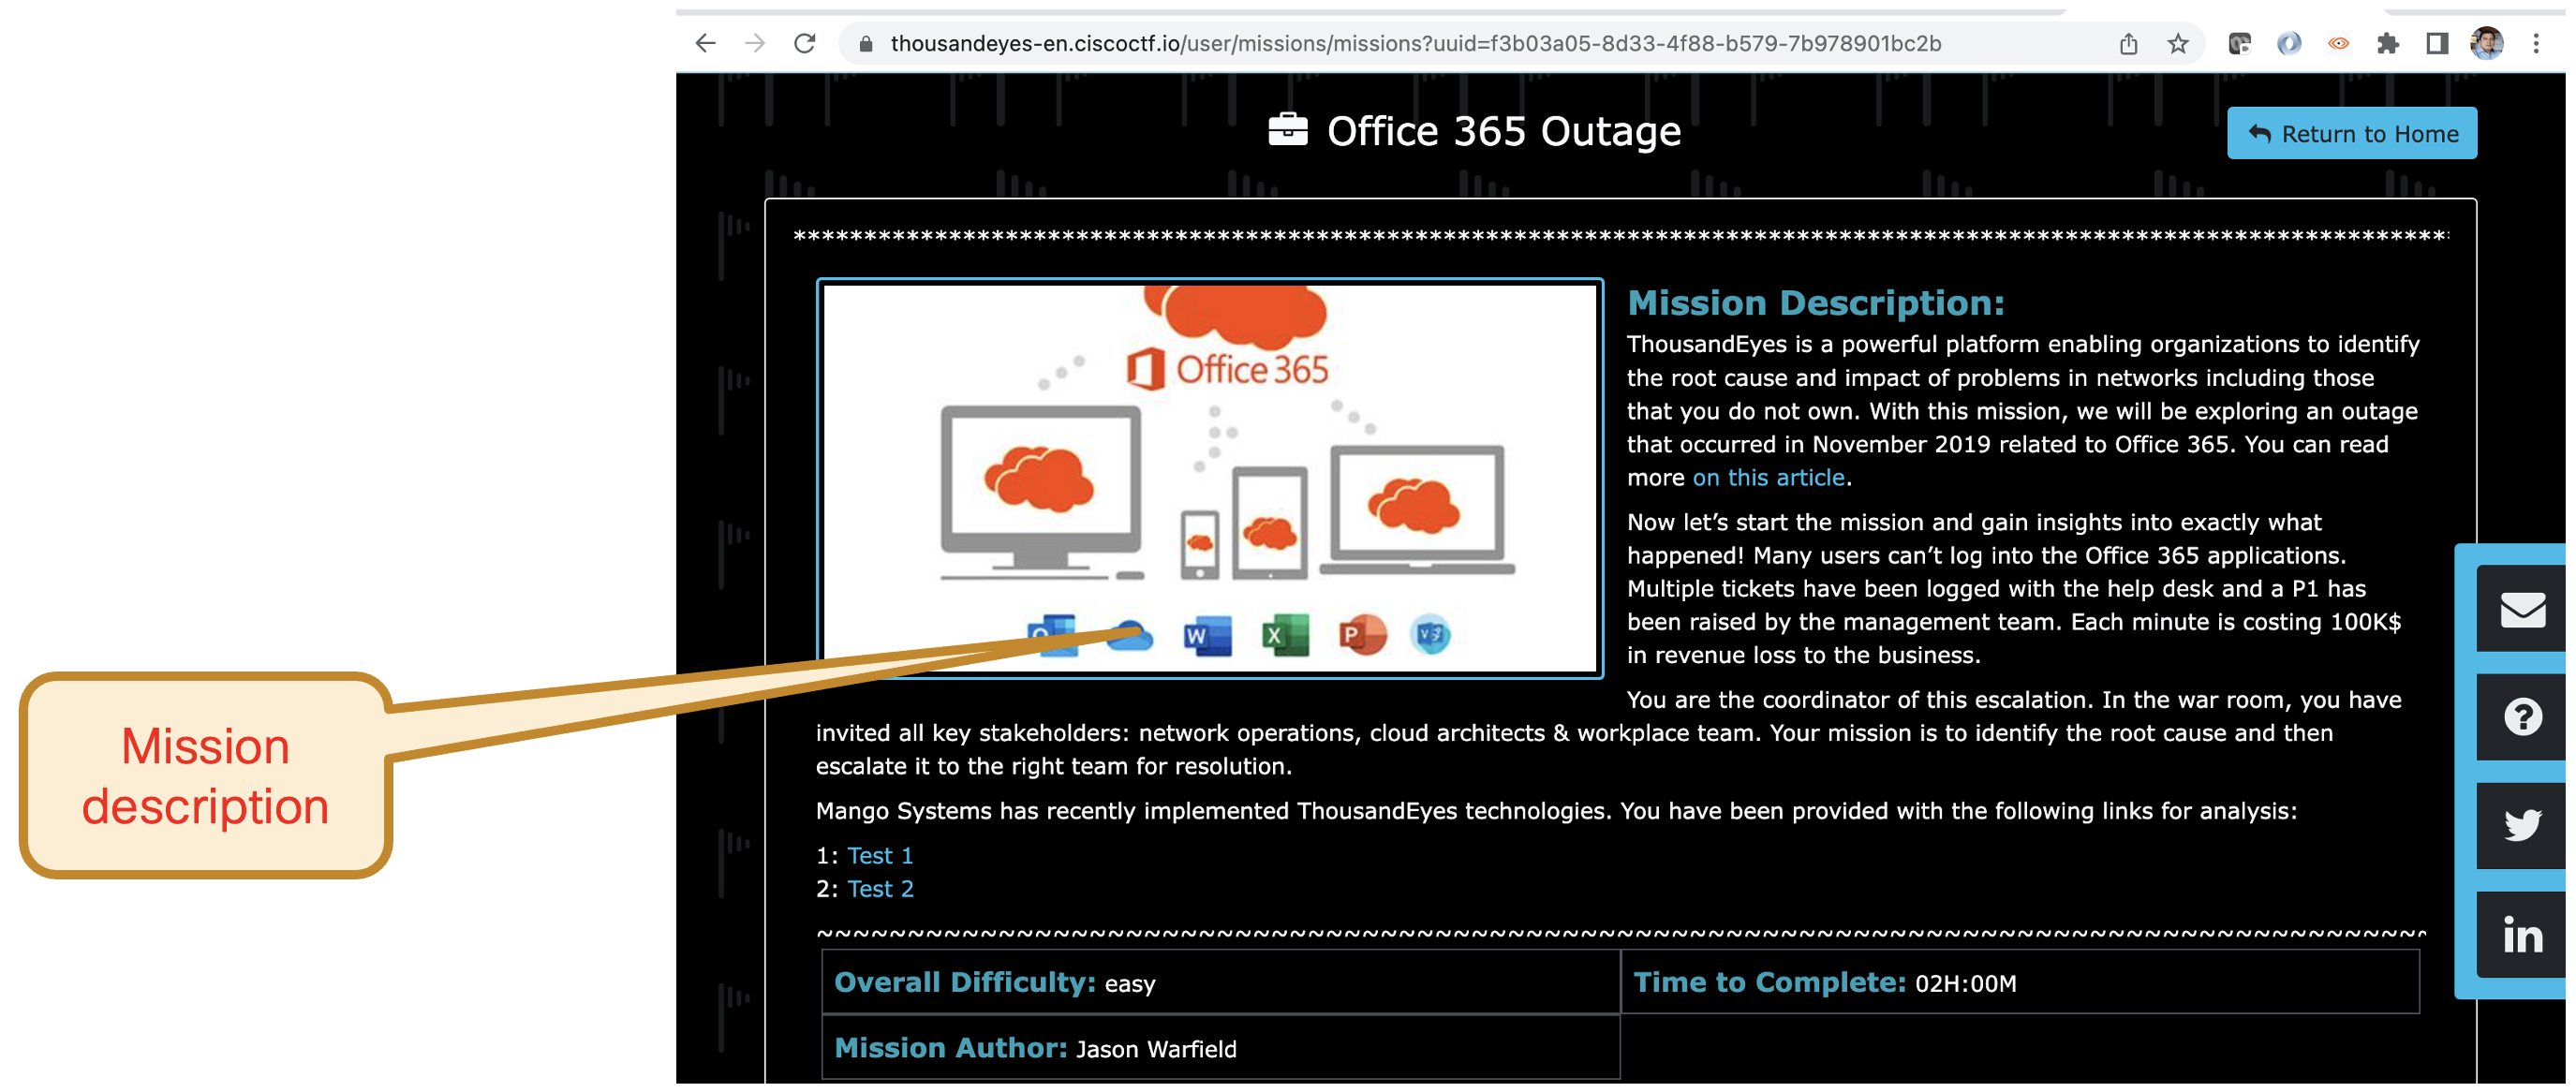 thousandeyes-en.ciscoctf.io/user/missions/missions?uuid=f3b03a05-8d33-4f88-b579-7b978901bc2b
Office 365 Outage
Return to Home
****************************************************************************************************************
Office 365
Mission Description:
ThousandEyes is a powerful platform enabling organizations to identify
the root cause and impact of problems in networks including those
that you do not own. With this mission, we will be exploring an outage
that occurred in November 2019 related to Office 365. You can read
more on this article.
Now let’s start the mission and gain insights into exactly what
happened! Many users can’t log into the Office 365 applications.
Multiple tickets have been logged with the help desk and a P1 has
been raised by the management team. Each minute is costing 100K$
in revenue loss to the business.
You are the coordinator of this escalation. In the war room, you have
invited all key stakeholders: network operations, cloud architects & workplace team. Your mission is to identify the root cause and then
escalate it to the right team for resolution.
Mango Systems has recently implemented ThousandEyes technologies. You have been provided with the following links for analysis:
1: Test 1
2: Test 2
~~~~~~~~~~~~~~~~~~~~~~~~~~~~~~~~~~~~~~~~~~~~~~~~~~~~~~~~~~~~~~~~~~~~~~~~~~~~~~~~~~~~~~~~
Overall Difficulty: easy
Time to Complete: 02H:00M
Mission Author: Jason Warfield
Mission
description
W
X
P
in